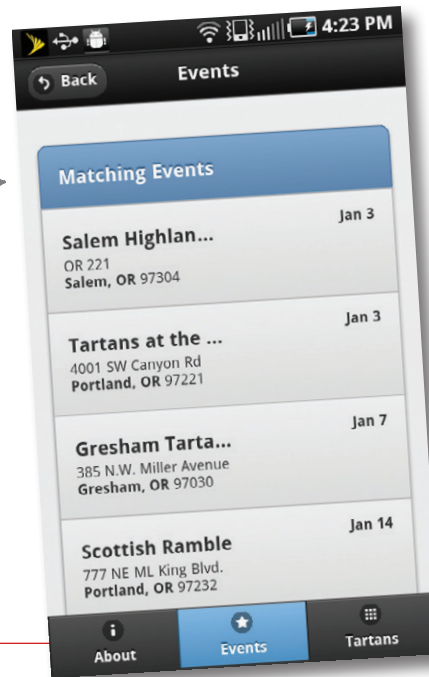 4:23 PM
Back
Events
Matching Events
Salem Highlan...
Jan 3
OR 221
Salem, OR 97304
Tartans at the ...
Jan 3
4001 SW Canyon Rd
Portland, OR 97221
Gresham Tarta...
Jan 7
385 N.W. Miller Avenue
Gresham, OR 97030
Scottish Ramble
Jan 14
777 NE ML King Blvd.
Portland, OR 97232
About
Events
Tartans